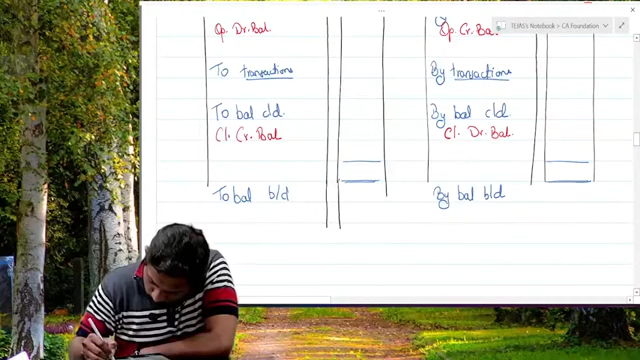 TEJAS's Notebook > CA Foundation
Op. Dr. Bal.
Op. Cr. Bal.
To transactions
By transactions
To bal c/d.
By bal c/d.
Cl. Cr. Bal
Cl. Dr. Bal.
To bal b/d
By bal b/d